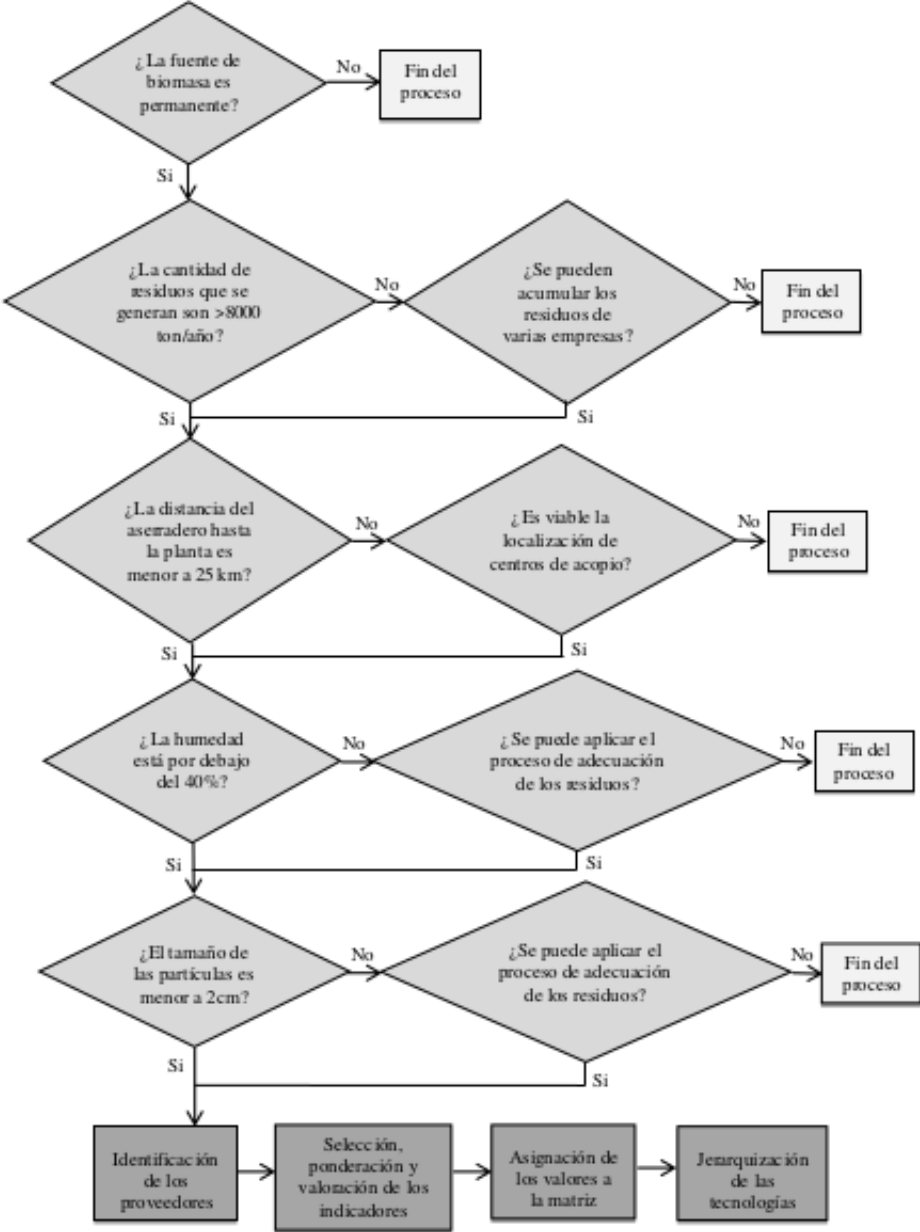 ¿La fuente de
biomasa es
permanente?
No
Fin del
proceso
Si
¿La cantidad de
residuos que se
generan son >8000
ton/año?
No
¿Se pueden
acumular los
residuos de
varias empresas?
No
Fin del
proceso
Si
Si
¿La distancia del
aserradero hasta
la planta es
menor a 25 km?
No
¿Es viable la
localización de
centros de acopio?
No
Fin del
proceso
Si
Si
¿La humedad
está por debajo
del 40%?
No
¿Se puede aplicar el
proceso de adecuación
de los residuos?
No
Fin del
proceso
Si
Si
¿El tamaño de
las partículas es
menor a 2cm?
No
¿Se puede aplicar el
proceso de adecuación
de los residuos?
No
Fin del
proceso
Si
Si
Identificación
de los
proveedores
Selección,
ponderación y
valoración de los
indicadores
Asignación de
los valores a
la matriz
Jerarquización
de las
tecnologías